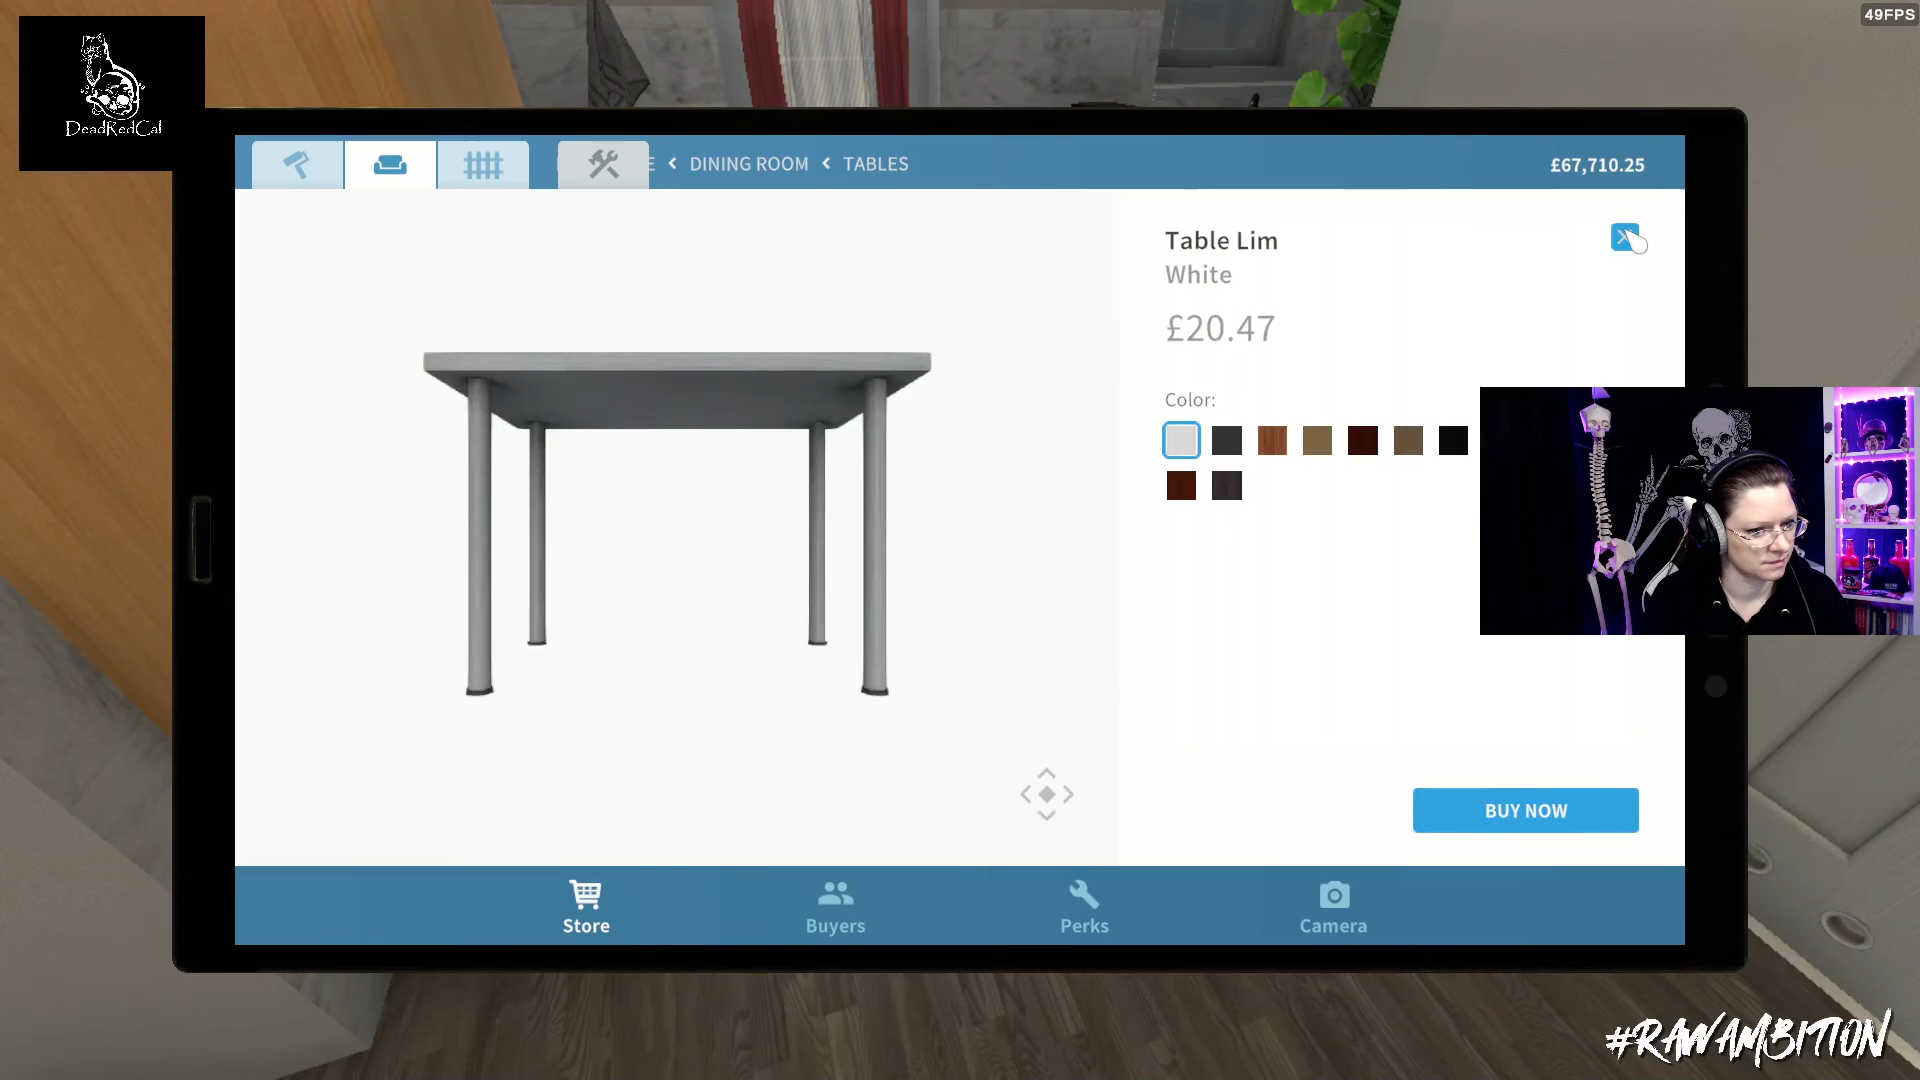 49FPS
DeadRedCal
E < DINING ROOM < TABLES
£67,710.25
Table Lim
White
£20.47
Color:
BUY NOW
Store
Buyers
Perks
Camera
#RAWAMBITION